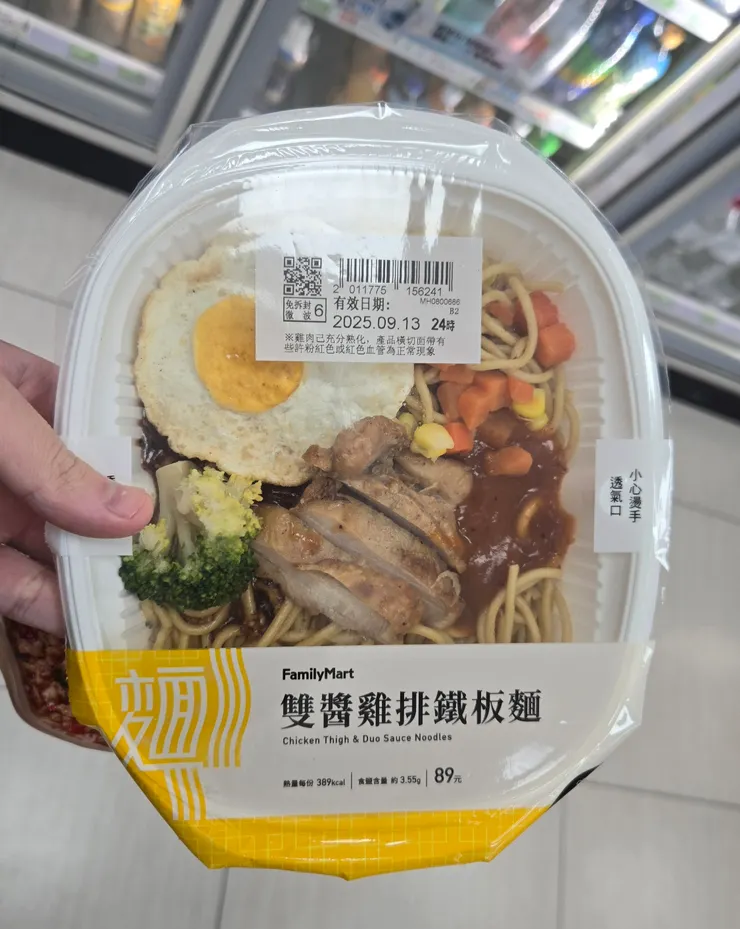 2 011775 156241
MH0800666
B2
免拆封
微波 6
有效日期:
2025.09.13 24時
※雞肉已充分熟化，產品橫切面帶有
些許粉紅色或紅色血管為正常現象
小心燙手
透氣口
麵
FamilyMart
雙醬雞排鐵板麵
Chicken Thigh & Duo Sauce Noodles
熱量每份 389kcal | 食鹽含量 約 3.55g | 89元